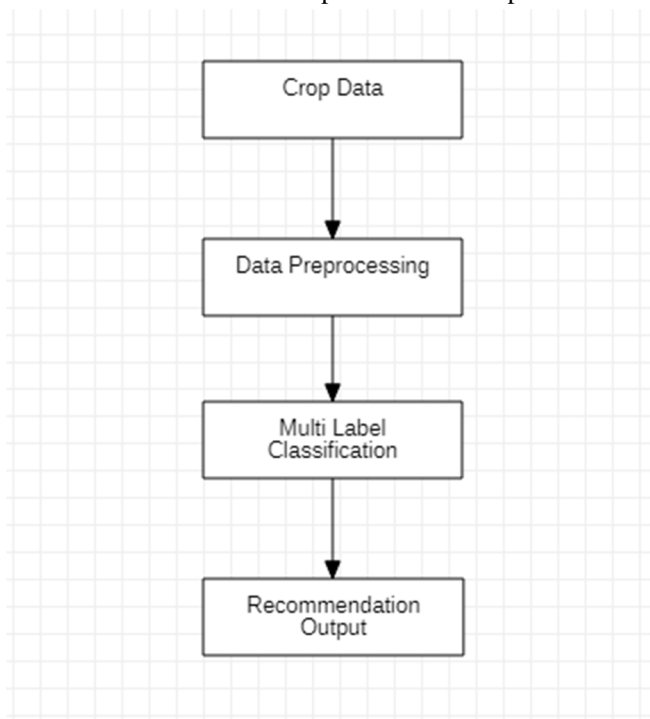 Crop Data
Data Preprocessing
Multi Label
Classification
Recommendation
Output